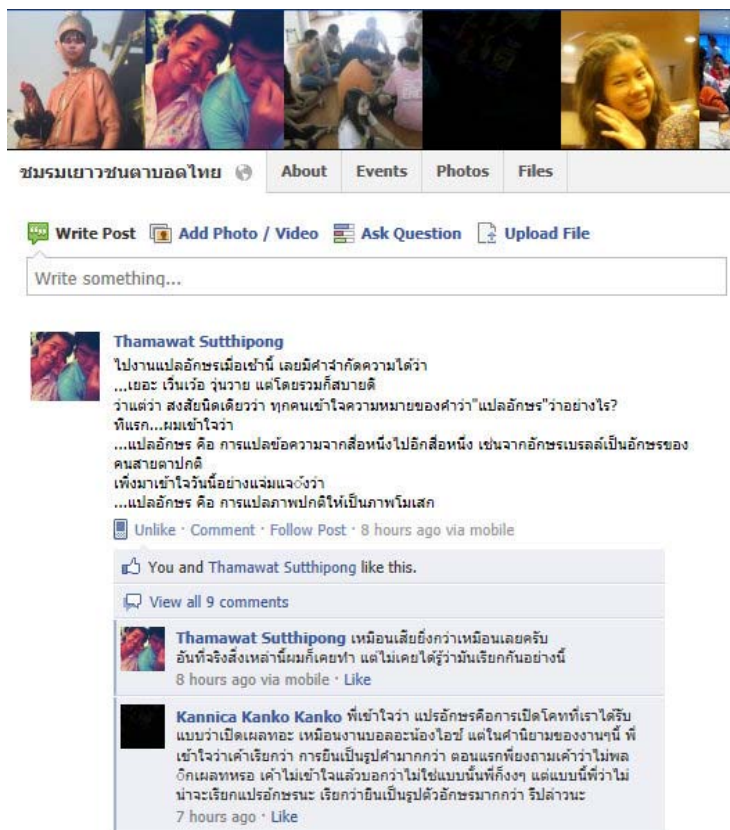 ชมรมเยาวชนตาบอดไทย
About
Events
Photos
Files
Write Post
Add Photo / Video
Ask Question
Upload File
Write something...
Thamawat Sutthipong
ไปงานแปลอักษรเมื่อเช้านี้ เลยมีคำจำกัดความได้ว่า
...เยอะ เว่นเว้อ วุ่นวาย แต่โดยรวมก็สบายดี
ว่าแต่ว่า สงสัยนิดเดียวว่า ทุกคนเข้าใจความหมายของคำว่า"แปลอักษร"ว่าอย่างไร?
ทีแรก...ผมเข้าใจว่า
...แปลอักษร คือ การแปลข้อความจากสื่อหนึ่งไปอีกสื่อหนึ่ง เช่นจากอักษรเบรลล์เป็นอักษรของ
คนสายตาปกติ
เพิ่งมาเข้าใจวันนี้อย่างแจ่มแจ้งว่า
...แปลอักษร คือ การแปลภาพปกติให้เป็นภาพโมเสก
Unlike · Comment · Follow Post · 8 hours ago via mobile
You and Thamawat Sutthipong like this.
View all 9 comments
Thamawat Sutthipong เหมือนเสียยิ่งกว่าเหมือนเลยครับ
อันที่จริงสิ่งเหล่านี้ผมก็เคยทำ แต่ไม่เคยได้รู้ว่ามันเรียกกันอย่างนี้
8 hours ago via mobile · Like
Kannica Kanko Kanko พี่เข้าใจว่า แปรอักษรคือการเปิดโคทที่เราได้รับ
แบบว่าเปิดเผลทอะ เหมือนงานบอลอะน้องไอซ์ แต่ในคำนิยามของงานๆนี้ พี่
เข้าใจว่าเค้าเรียกว่า การยืนเป็นรูปคำมากกว่า ตอนแรกพี่ยงถามเค้าว่าไม่พล
ิกเผลทหรอ เค้าไม่เข้าใจแล้วบอกว่าไม่ใช่แบบนั้นพี่ก็งงๆ แต่แบบนี้พี่ว่าไม่
น่าจะเรียกแปรอักษรนะ เรียกว่ายืนเป็นรูปตัวอักษรมากกว่า รึปล่าวนะ
7 hours ago · Like